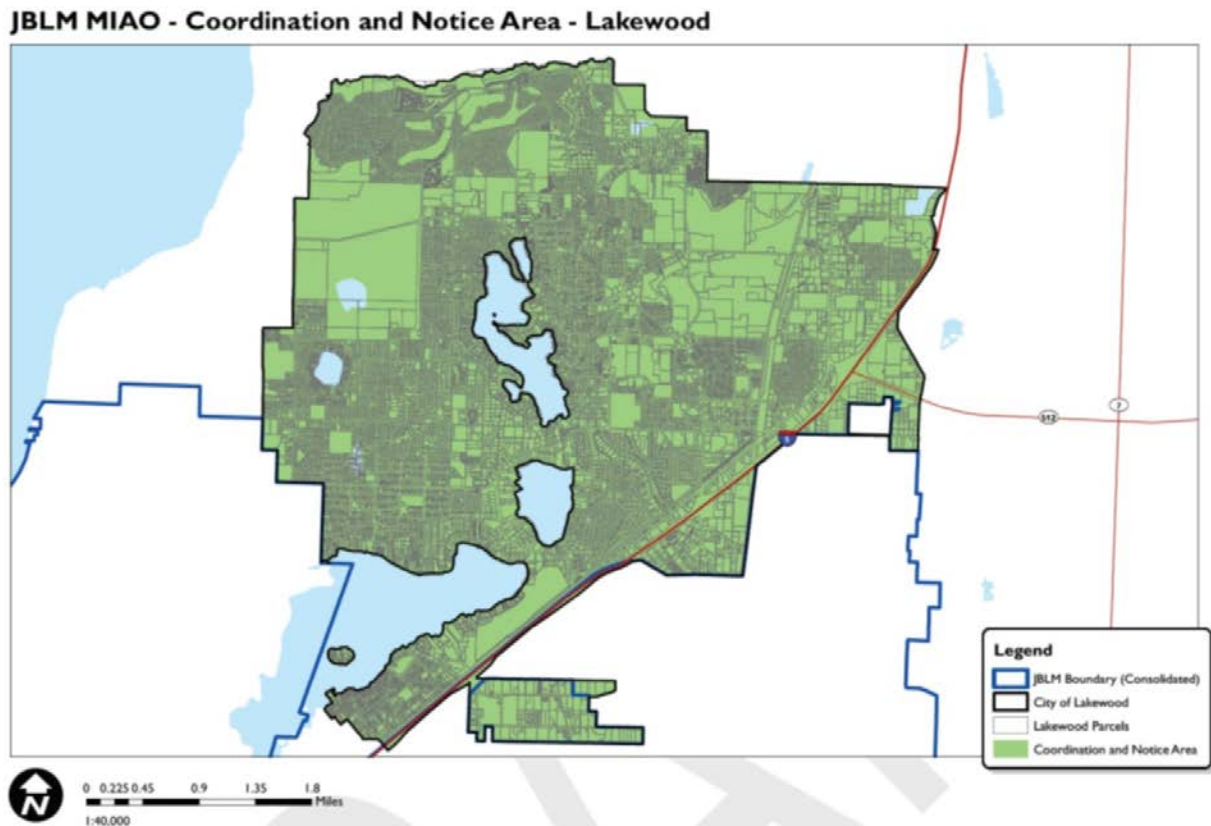 JBLM MIAO - Coordination and Notice Area - Lakewood
512
7
5
Legend
JBLM Boundary (Consolidated)
City of Lakewood
Lakewood Parcels
Coordination and Notice Area
N
0 0.225 0.45 0.9 1.35 1.8
Miles
1:40,000